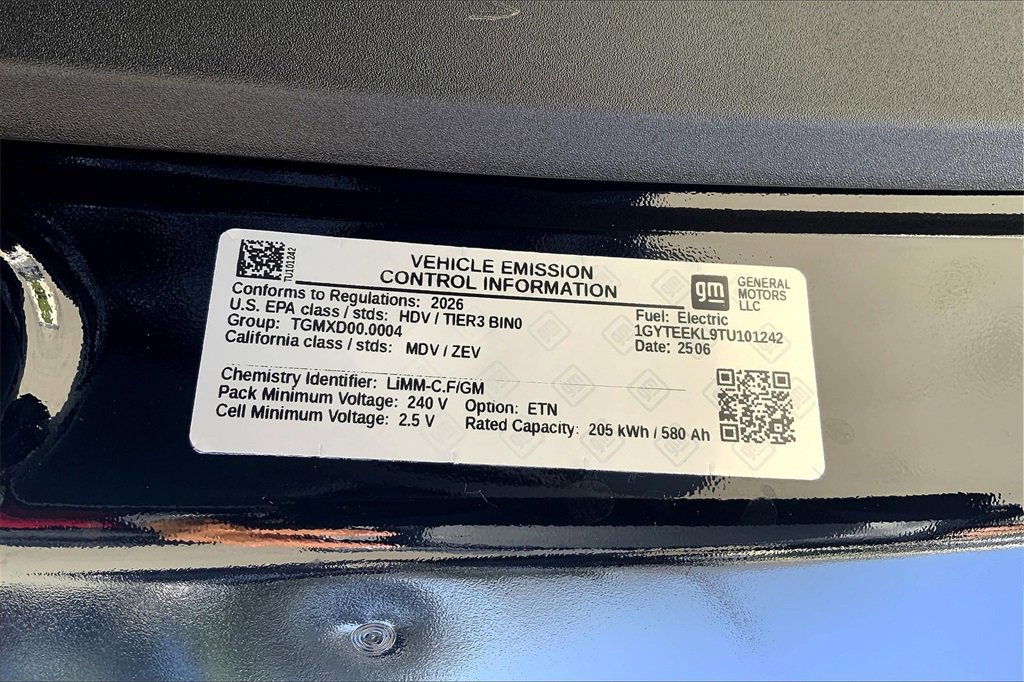 TU101242
VEHICLE EMISSION
CONTROL INFORMATION
gm
GENERAL
MOTORS
LLC
Conforms to Regulations: 2026
U.S. EPA class / stds: HDV / TIER3 BIN0
Group: TGMXD00.0004
California class / stds: MDV / ZEV
Fuel: Electric
1GYTEEKL9TU101242
Date: 2506
Chemistry Identifier: LiMM-C.F/GM
Pack Minimum Voltage: 240 V Option: ETN
Cell Minimum Voltage: 2.5 V Rated Capacity: 205 kWh / 580 Ah